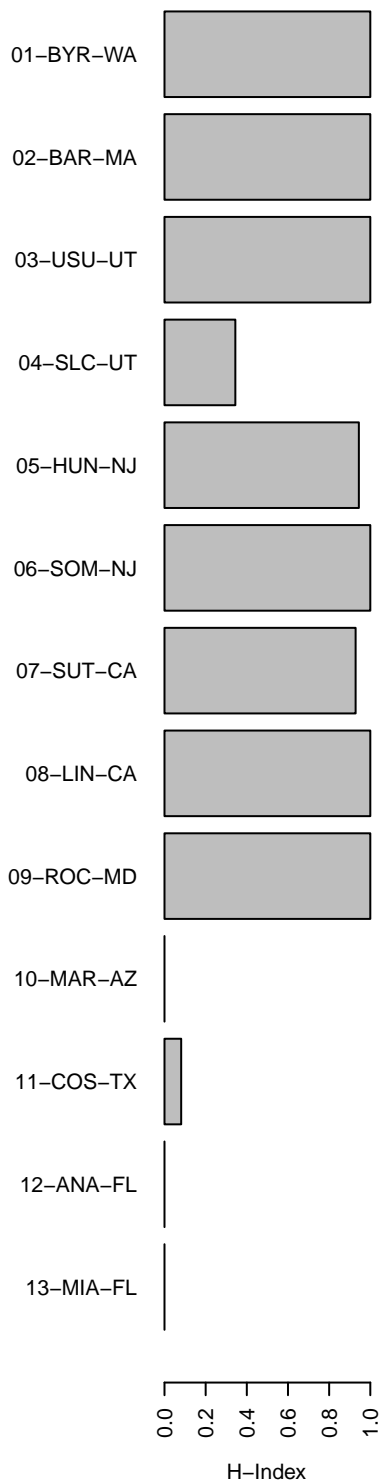 01−BYR−WA
02−BAR−MA
03−USU−UT
04−SLC−UT
05−HUN−NJ
06−SOM−NJ
07−SUT−CA
08−LIN−CA
09−ROC−MD
10−MAR−AZ
11−COS−TX
12−ANA−FL
13−MIA−FL
0.0 0.2 0.4 0.6 0.8 1.0
H−Index